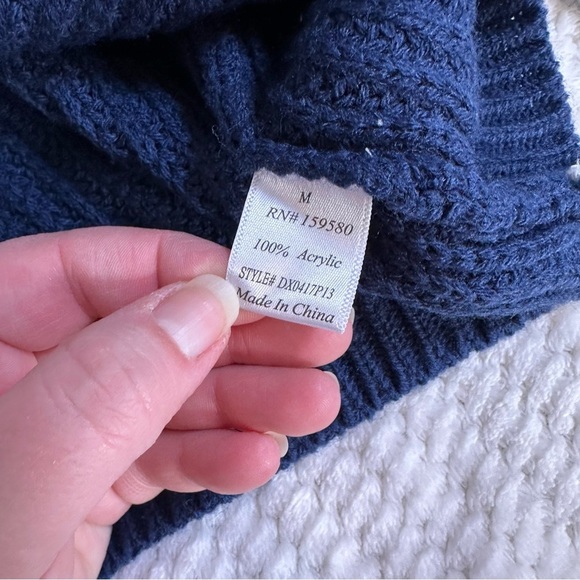 M
RN# 159580
100% Acrylic
STYLE# DX0417P13
Made In China